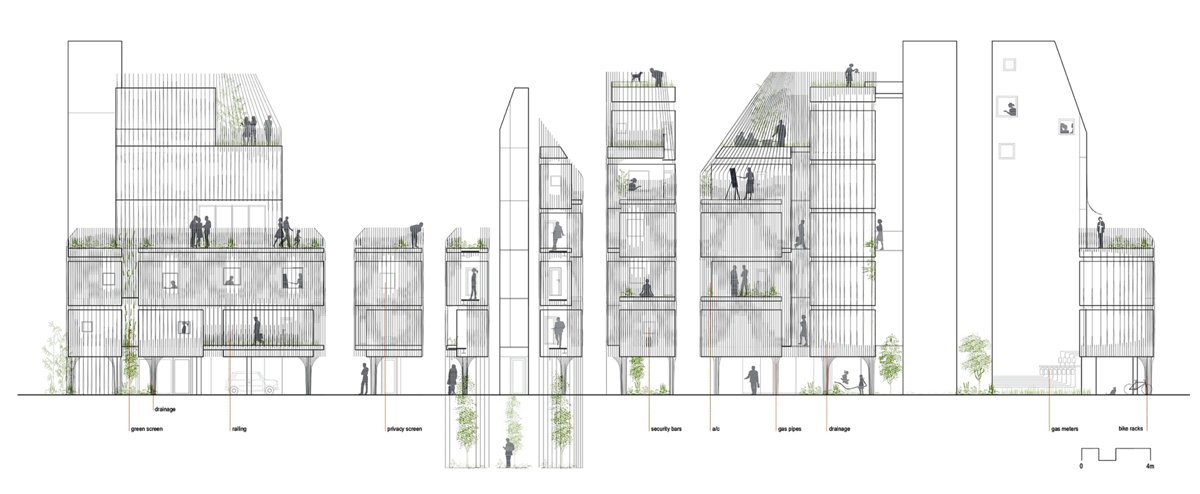 drainage
green screen
railing
privacy screen
security bars
a/c
gas pipes
drainage
gas meters
bike racks
0
4m